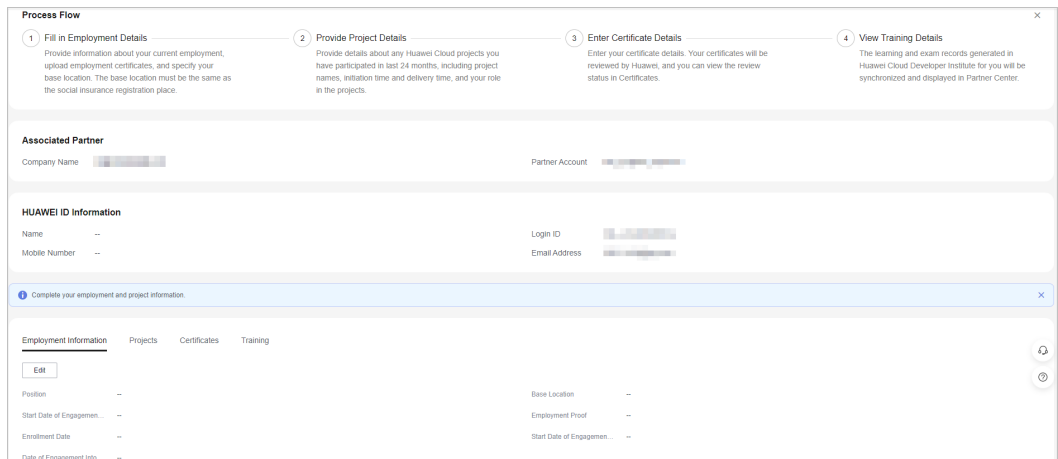 Process Flow
1 Fill in Employment Details
Provide information about your current employment,
upload employment certificates, and specify your
base location. The base location must be the same as
the social insurance registration place.
2 Provide Project Details
Provide details about any Huawei Cloud projects you
have participated in last 24 months, including project
names, initiation time and delivery time, and your role
in the projects.
3 Enter Certificate Details
Enter your certificate details. Your certificates will be
reviewed by Huawei, and you can view the review
status in Certificates.
4 View Training Details
The learning and exam records generated in
Huawei Cloud Developer Institute for you will be
synchronized and displayed in Partner Center.
Associated Partner
Company Name
Partner Account
HUAWEI ID Information
Name --
Login ID
Mobile Number --
Email Address
Complete your employment and project information.
Employment Information Projects Certificates Training
Edit
Position --
Base Location --
Start Date of Engagemen... --
Employment Proof --
Enrollment Date --
Start Date of Engagemen... --
Date of Engagement Into --